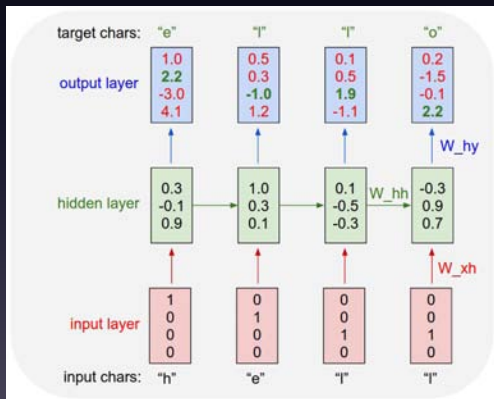 target chars: "e" "l" "l" "o"
1.0 0.5 0.1 0.2
2.2 0.3 0.5 -1.5
output layer
-3.0 -1.0 1.9 -0.1
4.1 1.2 -1.1 2.2
W_hy
0.3 1.0 0.1 -0.3
W_hh
hidden layer
-0.1 0.3 -0.5 0.9
0.9 0.1 -0.3 0.7
W_xh
1 0 0 0
0 1 0 0
input layer
0 0 1 1
0 0 0 0
input chars: "h" "e" "l" "l"